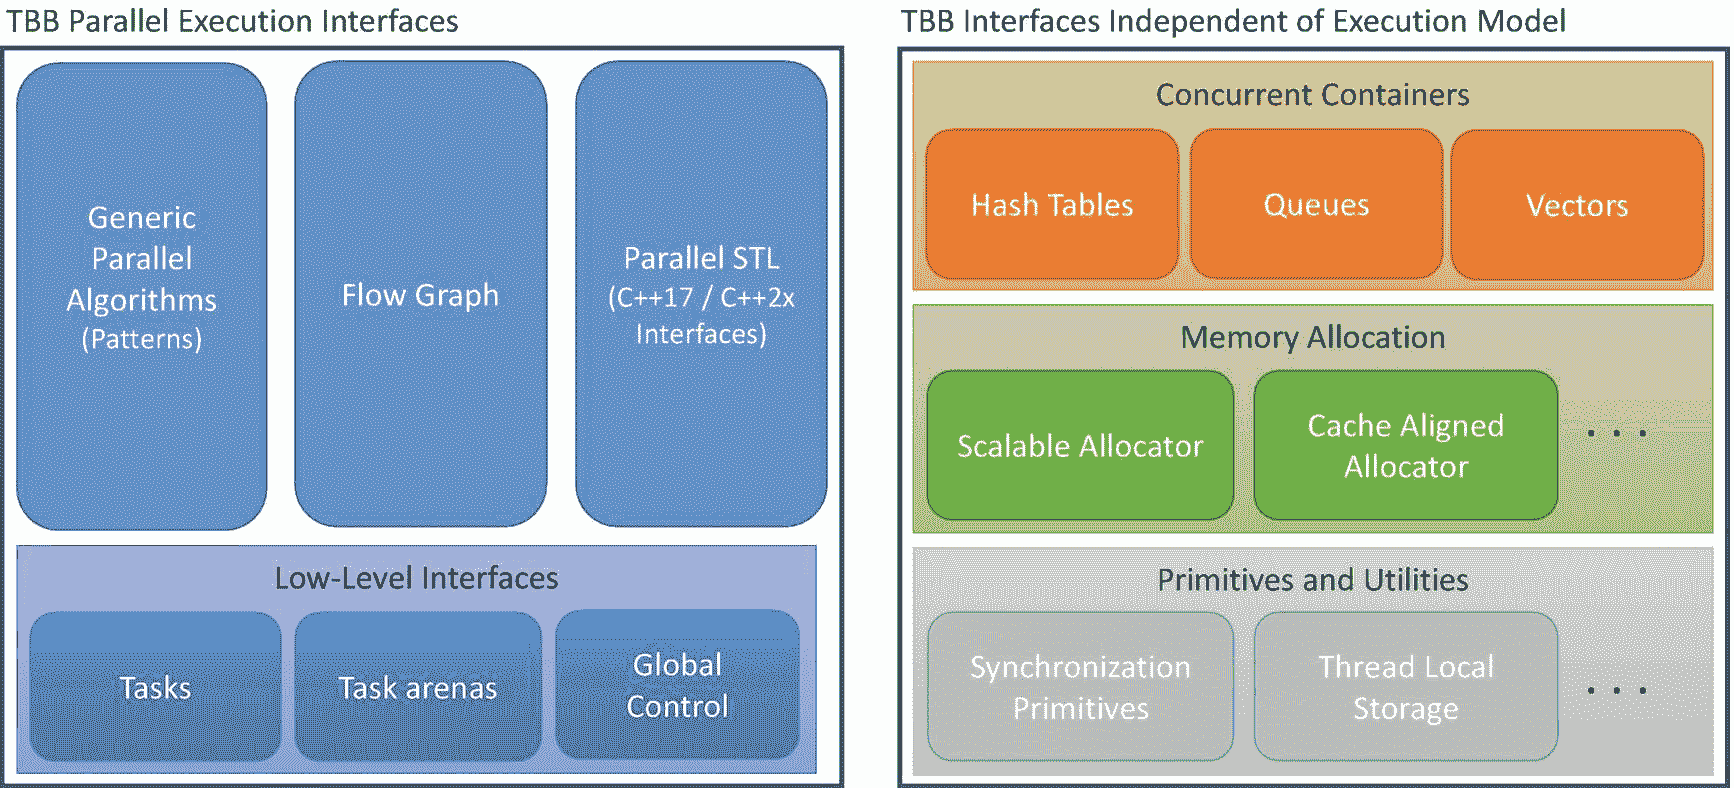 TBB Parallel Execution Interfaces
Generic
Parallel
Algorithms
(Patterns)
Flow Graph
Parallel STL
(C++17 / C++2x
Interfaces)
Low-Level Interfaces
Tasks
Task arenas
Global
Control
TBB Interfaces Independent of Execution Model
Concurrent Containers
Hash Tables
Queues
Vectors
Memory Allocation
Scalable Allocator
Cache Aligned
Allocator
. . .
Primitives and Utilities
Synchronization
Primitives
Thread Local
Storage
. . .